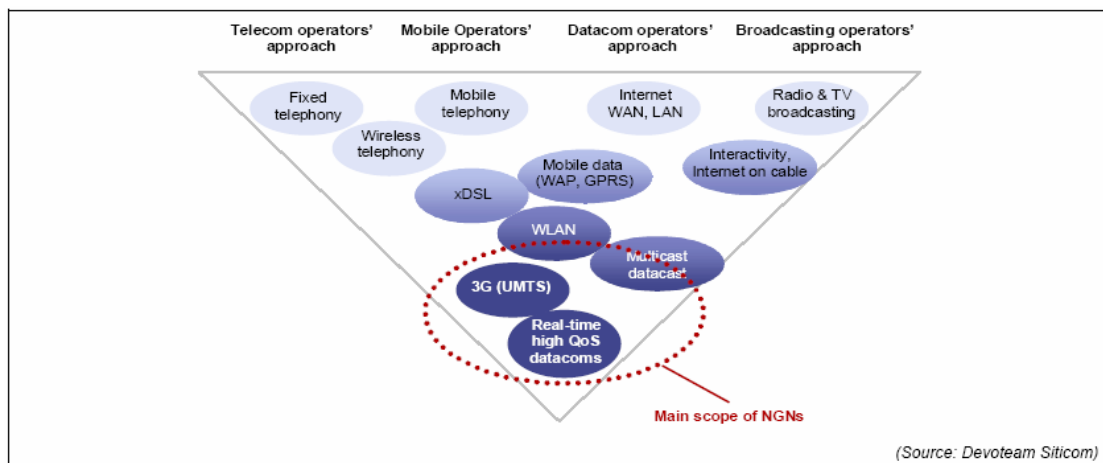 Telecom operators' approach
Mobile Operators' approach
Datacom operators' approach
Broadcasting operators' approach
Fixed telephony
Mobile telephony
Internet WAN, LAN
Radio & TV broadcasting
Wireless telephony
Mobile data (WAP, GPRS)
Interactivity, Internet on cable
xDSL
WLAN
Multicast datacast
3G (UMTS)
Real-time high QoS datacoms
Main scope of NGNs
(Source: Devoteam Siticom)